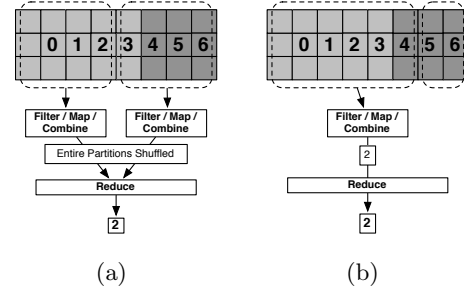 0 1 2 3 4 5 6
Filter / Map /
Combine
Filter / Map /
Combine
Entire Partitions Shuffled
Reduce
2
(a)
0 1 2 3 4 5 6
Filter / Map /
Combine
2
Reduce
2
(b)